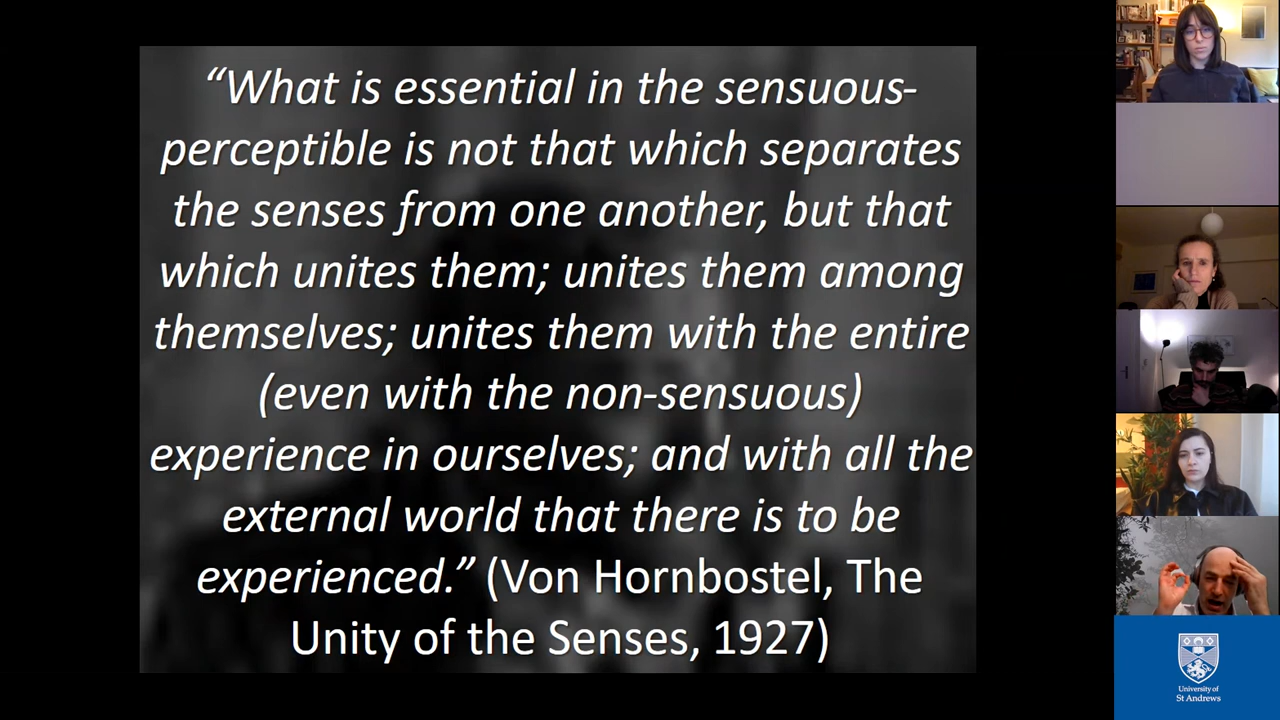 “What is essential in the sensuous-
perceptible is not that which separates
the senses from one another, but that
which unites them; unites them among
themselves; unites them with the entire
(even with the non-sensuous)
experience in ourselves; and with all the
external world that there is to be
experienced.” (Von Hornbostel, The
Unity of the Senses, 1927)
University of
St Andrews